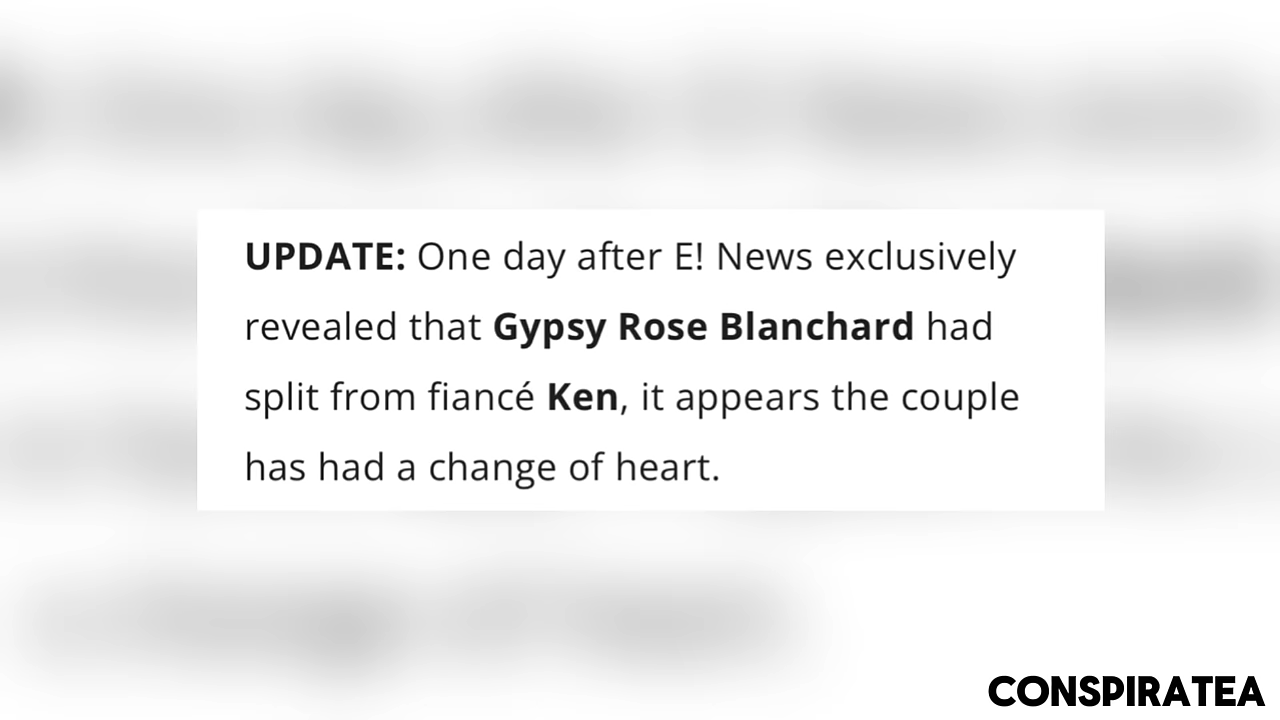 UPDATE: One day after E! News exclusively
revealed that Gypsy Rose Blanchard had
split from fiancé Ken, it appears the couple
has had a change of heart.
CONSPIRATEA